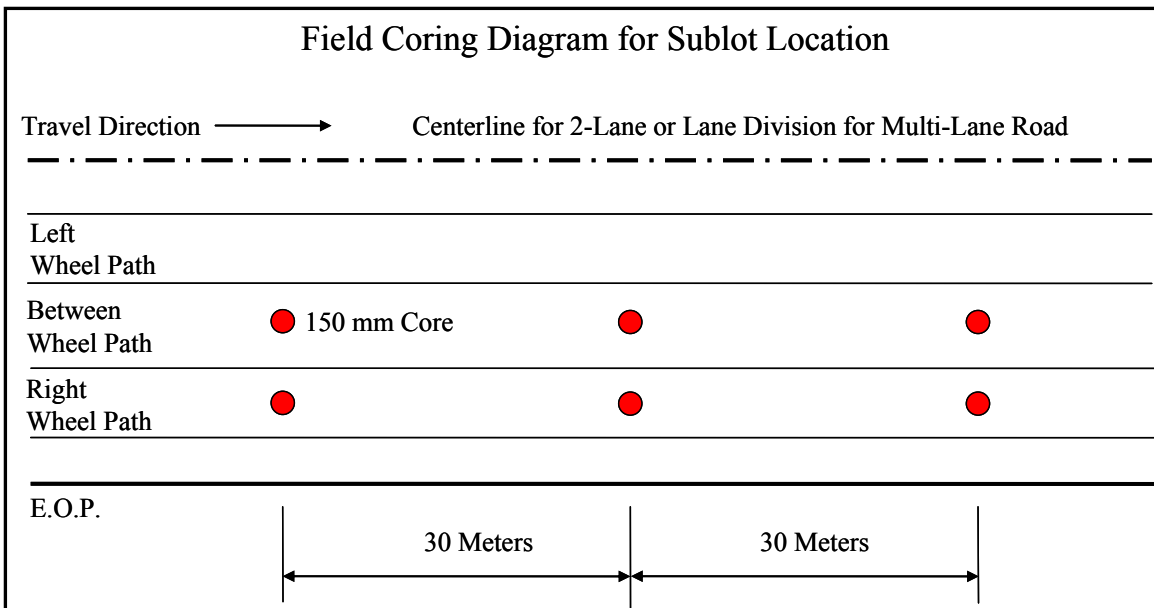 Field Coring Diagram for Sublot Location
Travel Direction
Centerline for 2-Lane or Lane Division for Multi-Lane Road
Left
Wheel Path
Between
Wheel Path
150 mm Core
Right
Wheel Path
E.O.P.
30 Meters
30 Meters